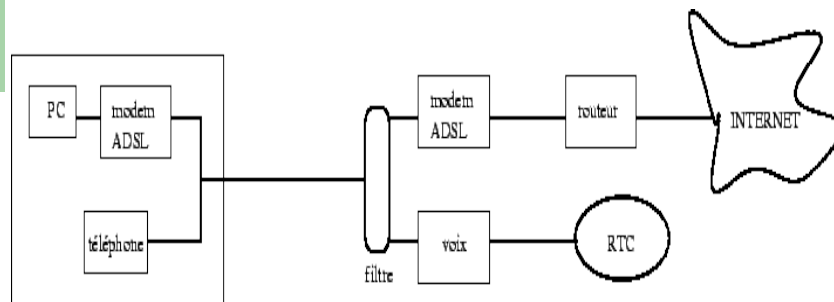 PC
modem
ADSL
téléphone
filtre
modem
ADSL
voix
routeur
RTC
INTERNET